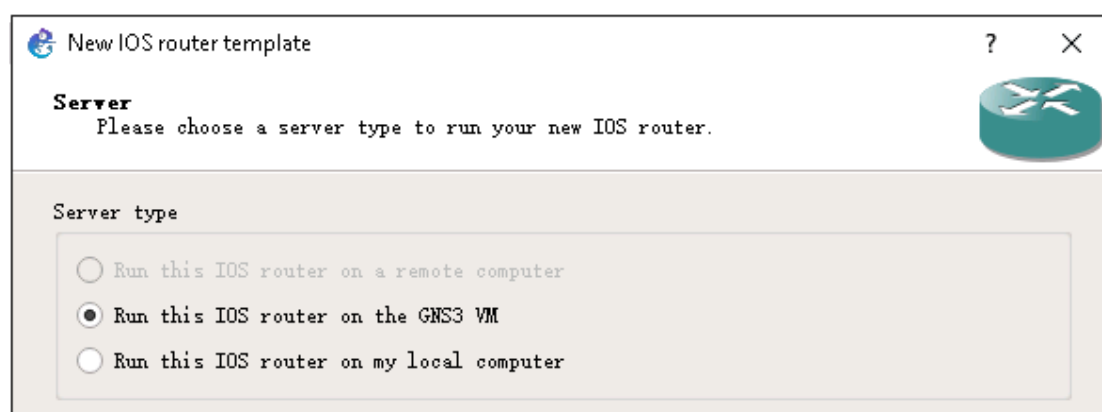 New IOS router template
?
Server
Please choose a server type to run your new IOS router.
Server type
Run this IOS router on a remote computer
Run this IOS router on the GNS3 VM
Run this IOS router on my local computer